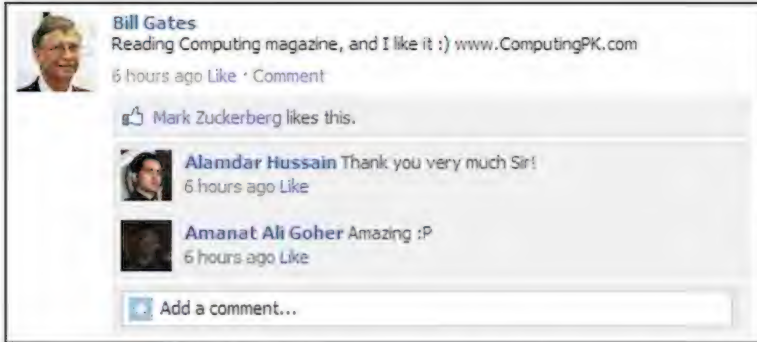 Bill Gates
Reading Computing magazine, and I like it :) www.ComputingPK.com
6 hours ago Like · Comment
Mark Zuckerberg likes this.
Alamdar Hussain Thank you very much Sir!
6 hours ago Like
Amanat Ali Goher Amazing :P
6 hours ago Like
Add a comment...